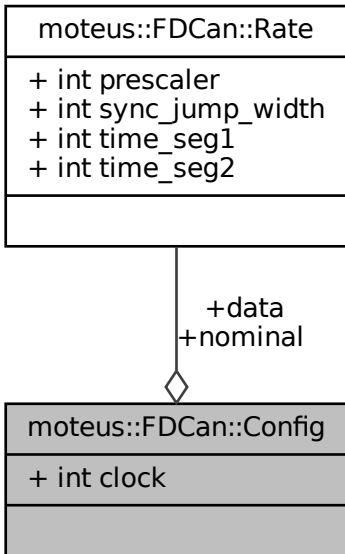 moteus::FDCan::Rate
+ int prescaler
+ int sync_jump_width
+ int time_seg1
+ int time_seg2
+data
+nominal
moteus::FDCan::Config
+ int clock